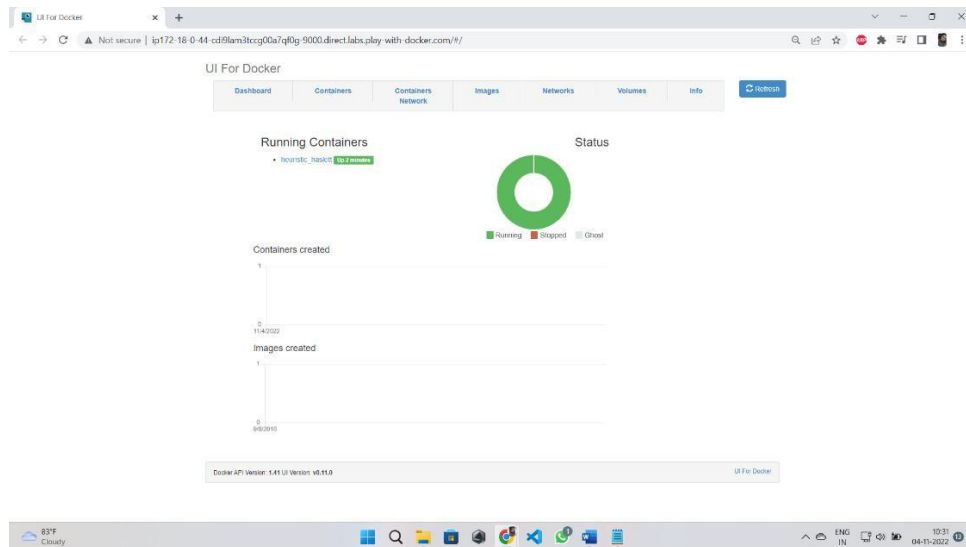 UI For Docker
Not secure | ip172-18-0-44-cdi9lam3tccg00a7qf0g-9000.direct.labs.play-with-docker.com/#/
UI For Docker
Dashboard Containers Containers Network Images Networks Volumes Info Refresh
Running Containers
heuristic_haslett Up 2 minutes
Status
Running Stopped Ghost
Containers created
1
0
11/4/2022
Images created
1
0
Docker API Version: 1.41 UI Version: v0.11.0
UI For Docker
83°F
Cloudy
ENG
IN
10:31
04-11-2022